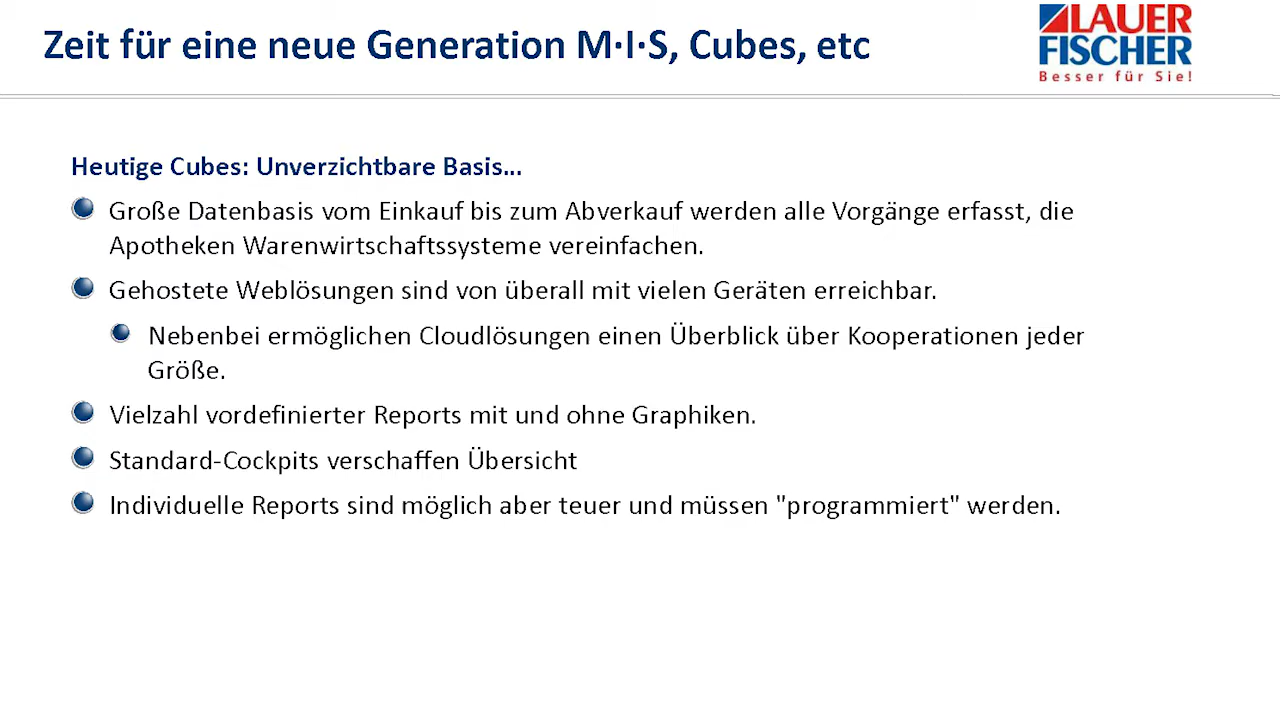 Zeit für eine neue Generation M·I·S, Cubes, etc
LAUER
FISCHER
Besser für Sie!
Heutige Cubes: Unverzichtbare Basis...
Große Datenbasis vom Einkauf bis zum Abverkauf werden alle Vorgänge erfasst, die
Apotheken Warenwirtschaftssysteme vereinfachen.
Gehostete Weblösungen sind von überall mit vielen Geräten erreichbar.
Nebenbei ermöglichen Cloudlösungen einen Überblick über Kooperationen jeder
Größe.
Vielzahl vordefinierter Reports mit und ohne Graphiken.
Standard-Cockpits verschaffen Übersicht
Individuelle Reports sind möglich aber teuer und müssen "programmiert" werden.